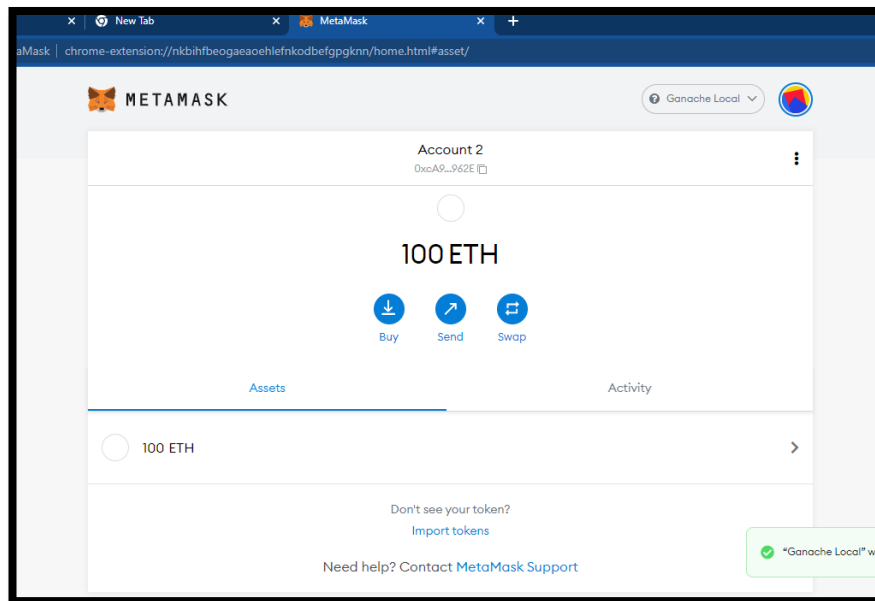 New Tab
MetaMask
aMask chrome-extension://nkbihfbeogaeaoehlefnkodbefgpgknn/home.html#asset/
METAMASK
Ganache Local
Account 2
0xcA9...962E
100 ETH
Buy Send Swap
Assets Activity
100 ETH
Don't see your token?
Import tokens
"Ganache Local" w
Need help? Contact MetaMask Support